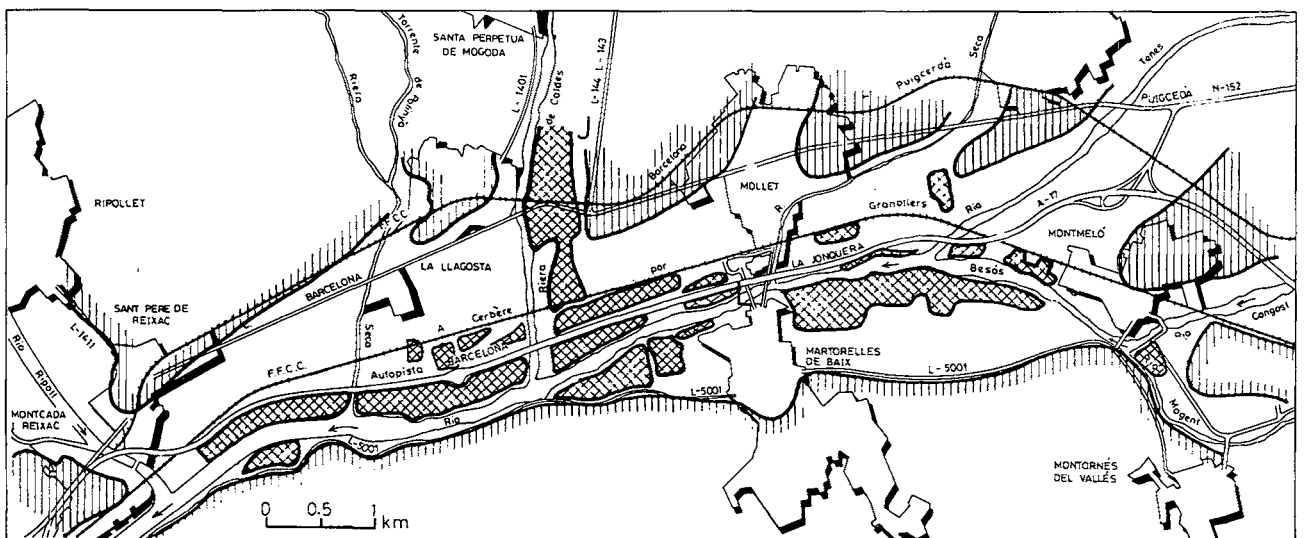 SANTA PERPETUA
DE MOGODA
Torrente de
Riera
L-1401
de Caldes
L-144 L-143
Puigcerdà
Seca
Tenes
PUIGCEDÀ
N-152
RIPOLLET
Barcelona
MOLLET
F.F.C.C.
Granollers
Río
A-17
MONTMELÓ
LA LLAGOSTA
BARCELONA
Riera
por
LA JONQUERA
Besós
R.
SANT PERE DE
REIXAC
L-1411
Seca
A
Cerbère
BARCELONA
Congost
Río
Ripoll
F.F.C.C.
Autopista
MARTORELLES
DE BAIX
L-5001
Río
MONTCADA
REIXAC
L-5001
L-5001
Río
Mogent
MONTORNÉS
DEL VALLÉS
0 0.5 1 km